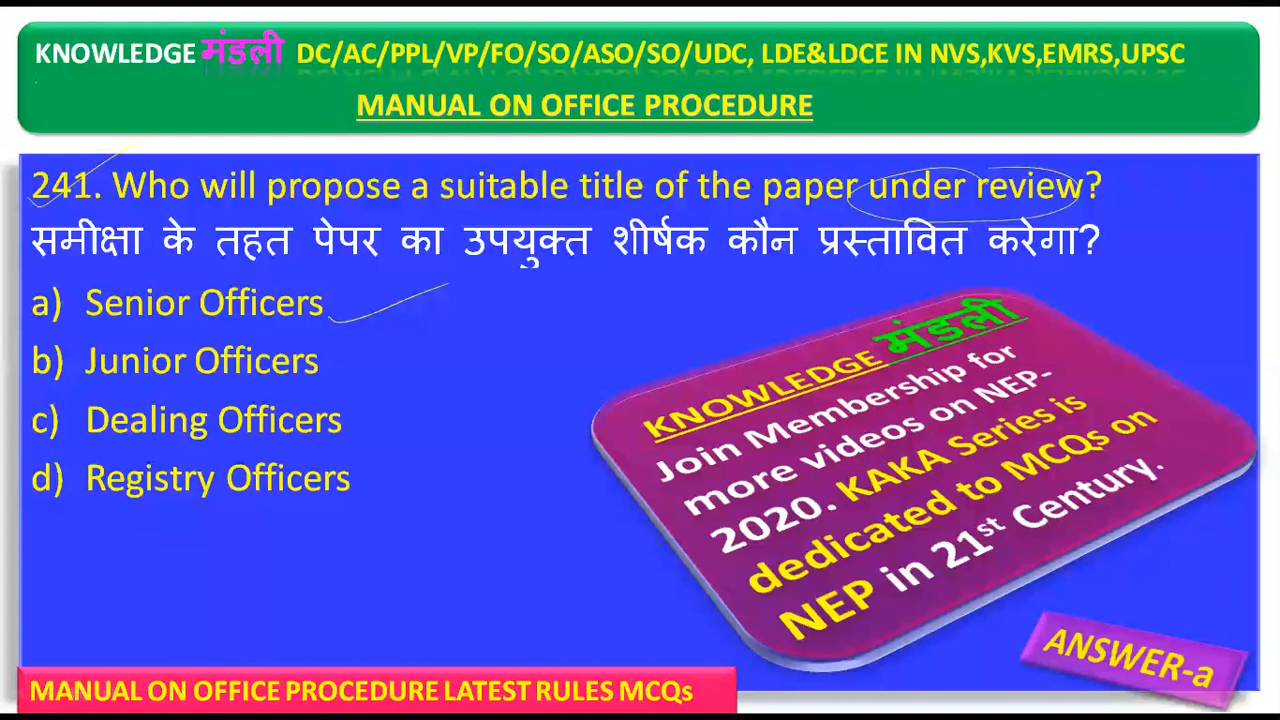 KNOWLEDGE मंडली DC/AC/PPL/VP/FO/SO/ASO/SO/UDC, LDE&LDCE IN NVS,KVS,EMRS,UPSC
MANUAL ON OFFICE PROCEDURE
241. Who will propose a suitable title of the paper under review?
समीक्षा के तहत पेपर का उपयुक्त शीर्षक कौन प्रस्तावित करेगा?
a) Senior Officers
b) Junior Officers
c) Dealing Officers
d) Registry Officers
KNOWLEDGE मंडली
Join Membership for
more videos on NEP-
2020. KAKA Series is
dedicated to MCQs on
NEP in 21st Century.
ANSWER-a
MANUAL ON OFFICE PROCEDURE LATEST RULES MCQs